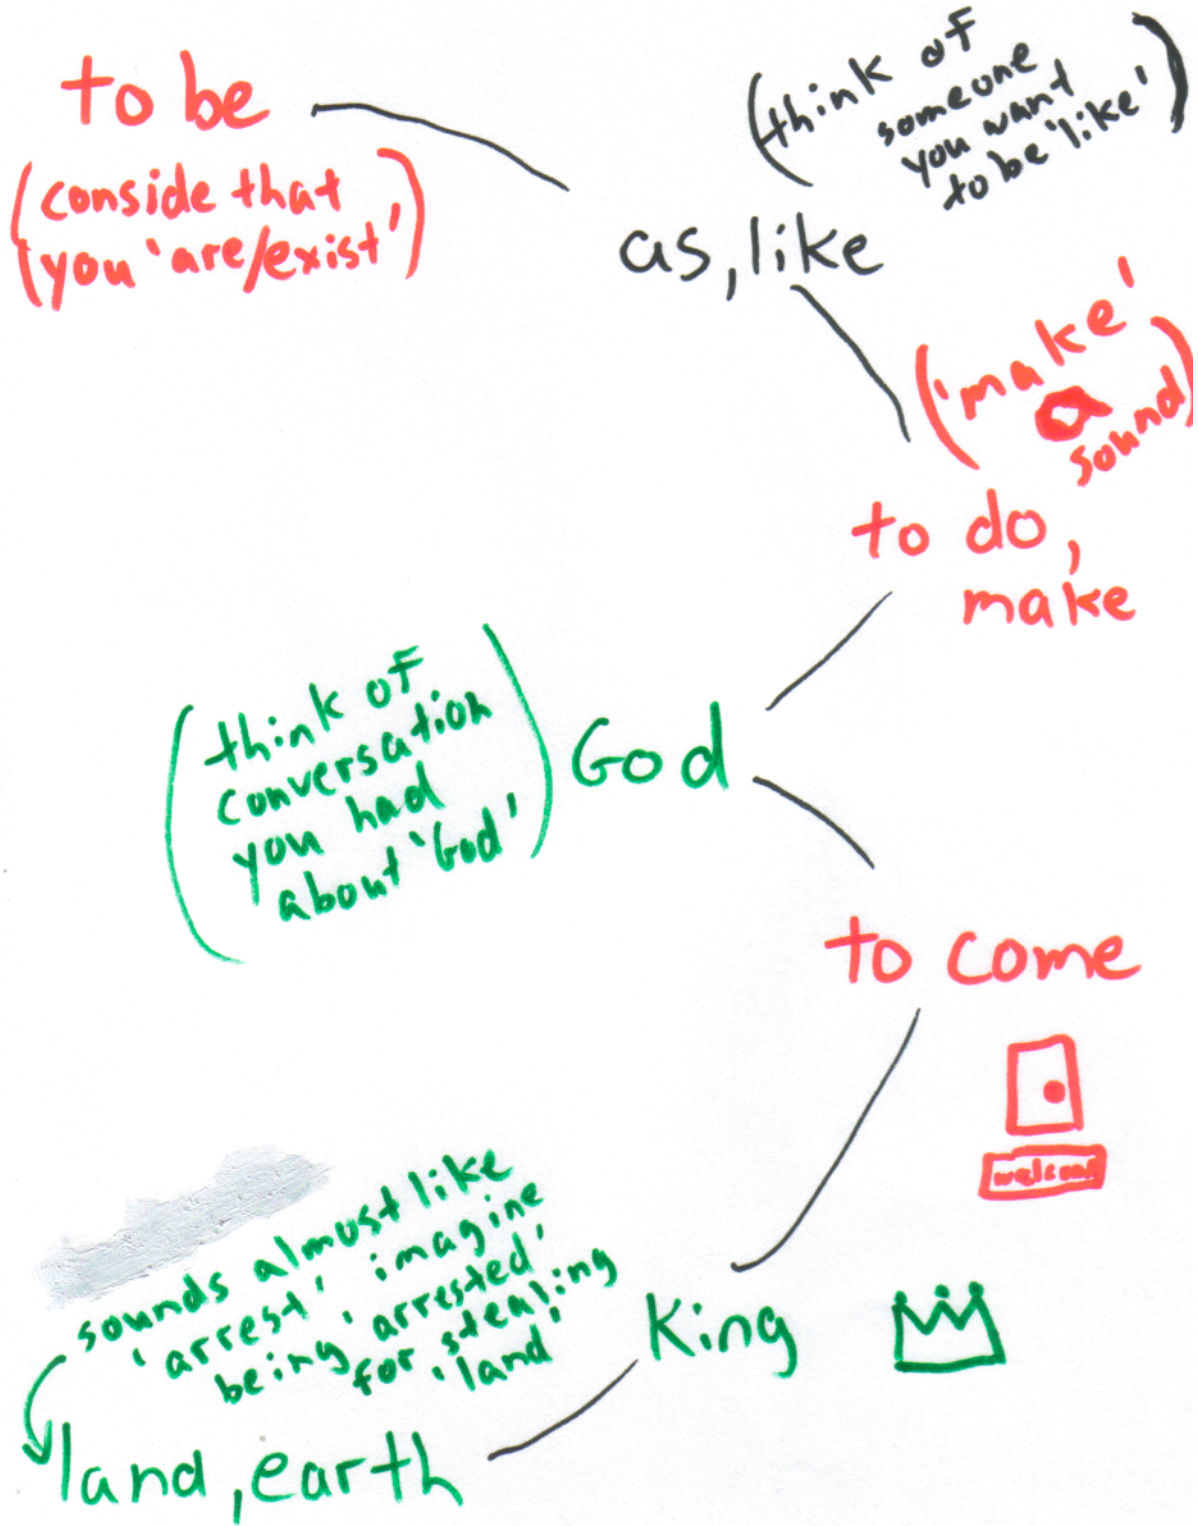 to be
(conside that
you 'are/exist')
(think of
someone
you want
to be 'like')
as, like
('make'
a
sound)
to do,
make
(think of
conversation
you had
about 'God')
God
to come
welcome
sounds almost like
'arrest' imagine
being 'arrested'
for stealing
'land'
King
land, earth